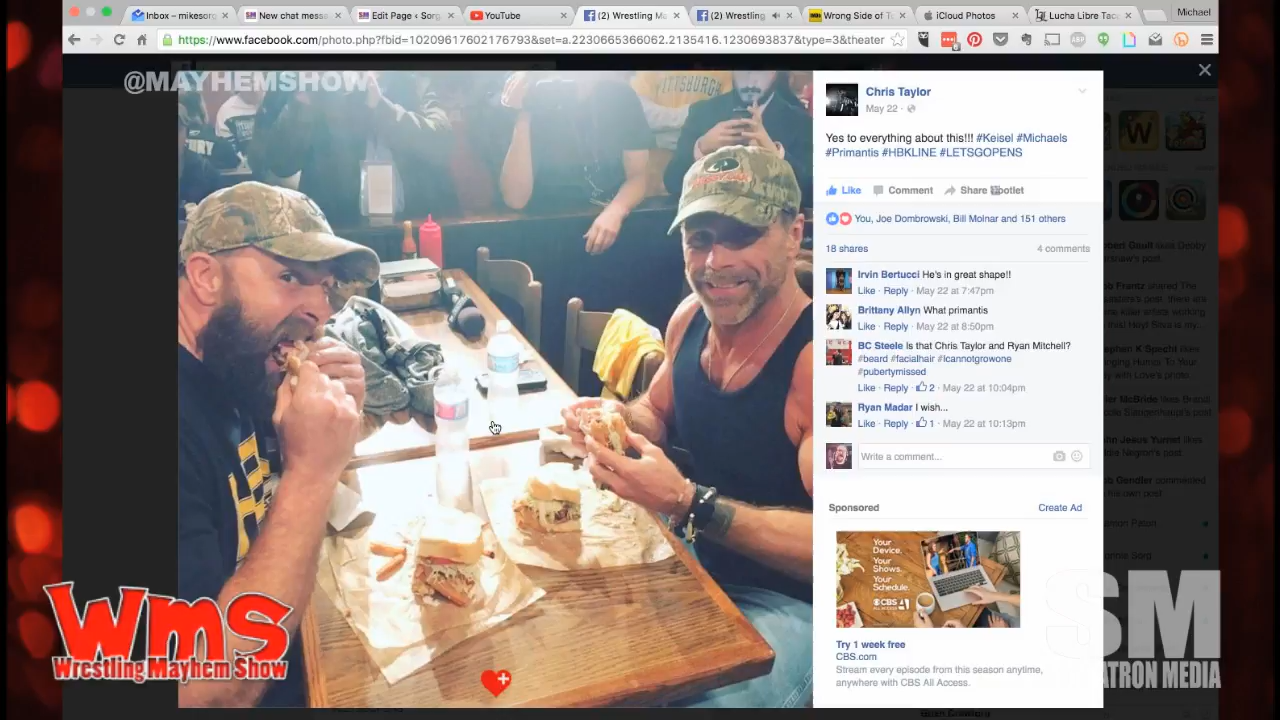 Inbox – mikesorg
New chat messa
Edit Page ‹ Sorg
YouTube
(2) Wrestling Ma
(2) Wrestling
Wrong Side of T
iCloud Photos
Lucha Libre Taco
Michael
https://www.facebook.com/photo.php?fbid=10209617602176793&set=a.2230665366062.2135416.1230693837&type=3&theater
@MAYHEMSHOW
PITTSBURGH
Chris Taylor
May 22 ·
Yes to everything about this!!! #Keisel #Michaels
#Primantis #HBKLINE #LETSGOPENS
Like Comment Share
You, Joe Dombrowski, Bill Molnar and 151 others
18 shares 4 comments
Irvin Bertucci He's in great shape!!
Like · Reply · May 22 at 7:47pm
Brittany Allyn What primantis
Like · Reply · May 22 at 8:50pm
BC Steele Is that Chris Taylor and Ryan Mitchell?
#beard #facialhair #Icannotgrowone
#pubertymissed
Like · Reply · 2 · May 22 at 10:04pm
Ryan Madar I wish...
Like · Reply · 1 · May 22 at 10:13pm
Write a comment...
Sponsored Create Ad
Your
Device.
Your
Shows.
Your
Schedule.
CBS
ALL ACCESS
Try 1 week free
CBS.com
Stream every episode from this season anytime,
anywhere with CBS All Access.
WMS
Wrestling Mayhem Show
SM
ATRON MEDIA